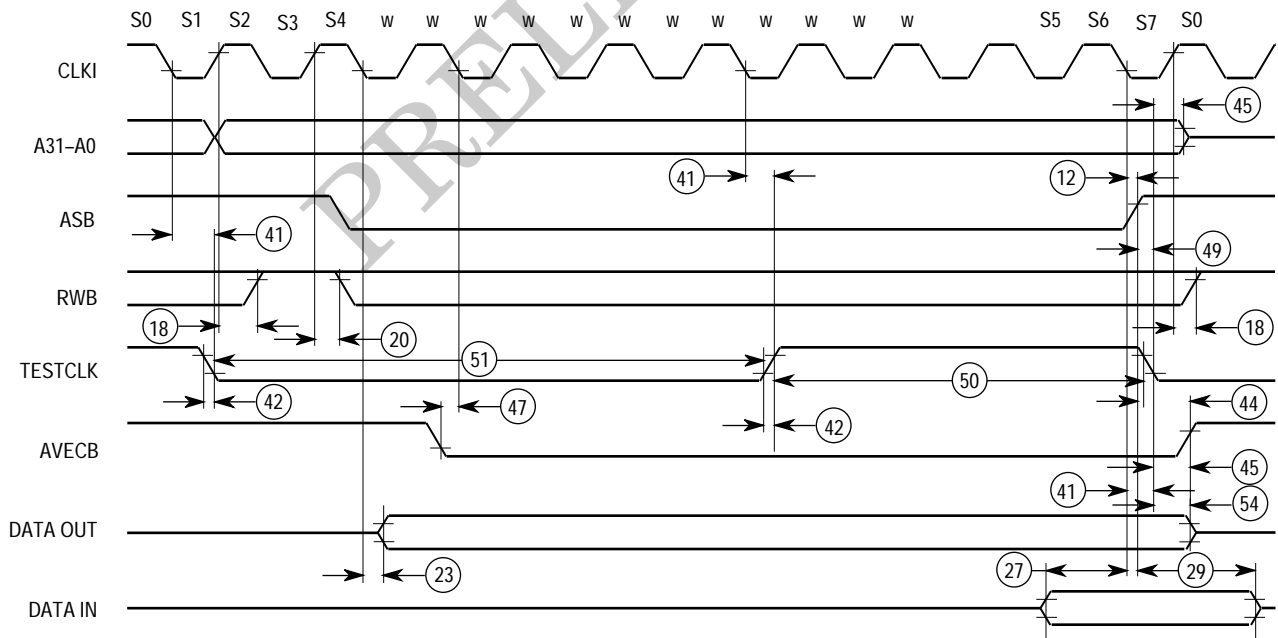 S0 S1 S2 S3 S4 w w w w w w w w w w w w S5 S6 S7 S0
CLKI
45
A31–A0
41 12
ASB
41 49
RWB
18 20 18
51
TESTCLK
50
42 47 42 44
AVECB
45
41 54
DATA OUT
23 27 29
DATA IN
PREL